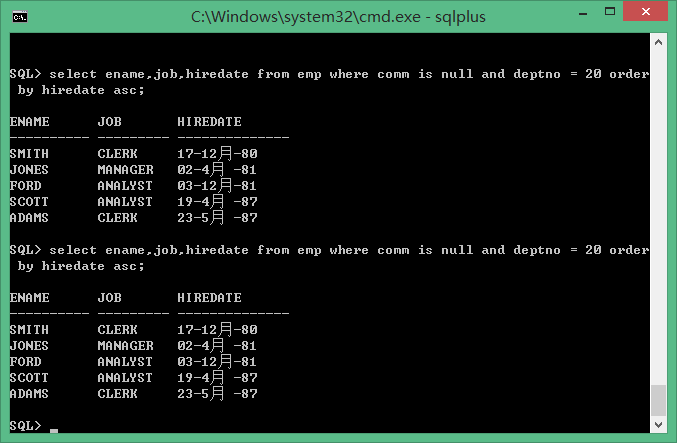 C:\Windows\system32\cmd.exe - sqlplus
SQL> select ename,job,hiredate from emp where comm is null and deptno = 20 order
 by hiredate asc;
ENAME      JOB       HIREDATE
---------- --------- --------------
SMITH      CLERK     17-12月-80
JONES      MANAGER   02-4月 -81
FORD       ANALYST   03-12月-81
SCOTT      ANALYST   19-4月 -87
ADAMS      CLERK     23-5月 -87
SQL> select ename,job,hiredate from emp where comm is null and deptno = 20 order
 by hiredate asc;
ENAME      JOB       HIREDATE
---------- --------- --------------
SMITH      CLERK     17-12月-80
JONES      MANAGER   02-4月 -81
FORD       ANALYST   03-12月-81
SCOTT      ANALYST   19-4月 -87
ADAMS      CLERK     23-5月 -87
SQL>